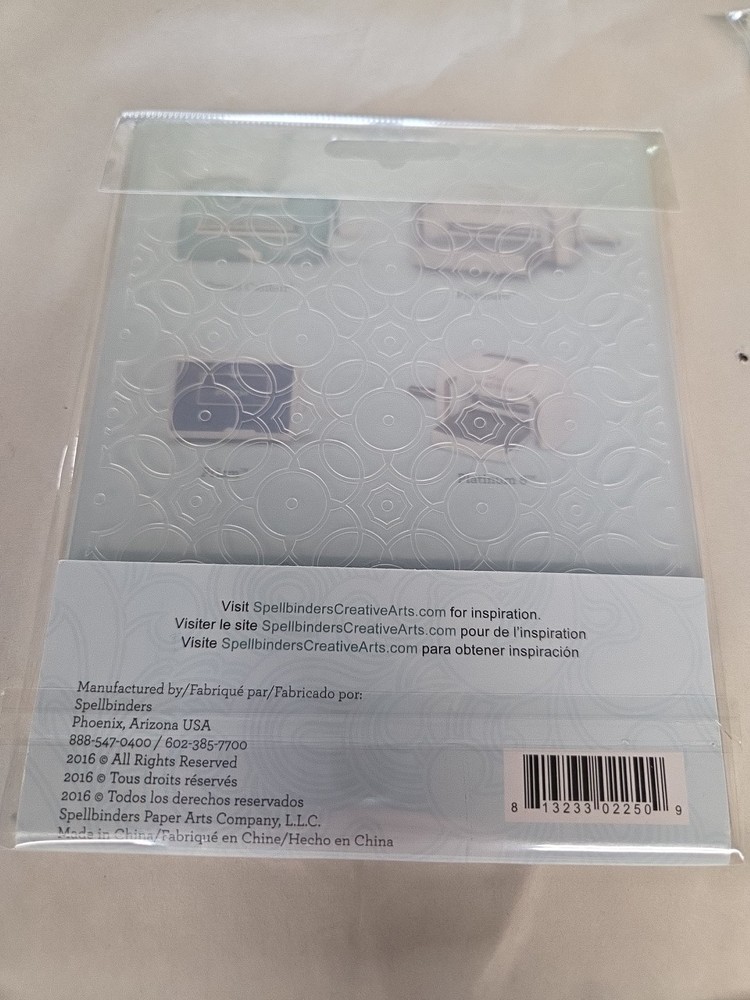 Platinum 6™
Visit SpellbindersCreativeArts.com for inspiration.
Visiter le site SpellbindersCreativeArts.com pour de l'inspiration
Visite SpellbindersCreativeArts.com para obtener inspiración
Manufactured by/Fabriqué par/Fabricado por:
Spellbinders
Phoenix, Arizona USA
888-547-0400 / 602-385-7700
2016 © All Rights Reserved
2016 © Tous droits réservés
2016 © Todos los derechos reservados
Spellbinders Paper Arts Company, L.L.C.
Made in China/Fabriqué en Chine/Hecho en China
8 13233 02250 9